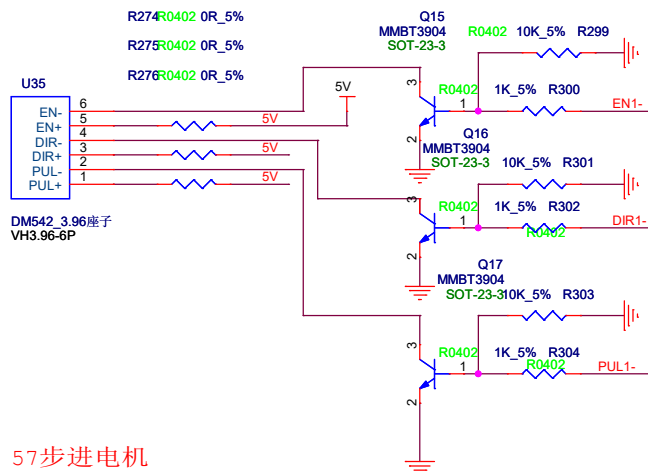 R274 R0402 0R_5%
R275 R0402 0R_5%
R276 R0402 0R_5%
Q15
MMBT3904
SOT-23-3
R0402 10K_5% R299
U35
EN- 6
EN+ 5
DIR- 4
DIR+ 3
PUL- 2
PUL+ 1
DM542_3.96座子
VH3.96-6P
5V
5V
5V
5V
3
1
2
R0402 1K_5% R300 EN1-
Q16
MMBT3904
SOT-23-3
10K_5% R301
3
1
2
R0402 1K_5% R302 DIR1-
R0402
Q17
MMBT3904
SOT-23-3
10K_5% R303
3
1
2
R0402 1K_5% R304 PUL1-
R0402
57步进电机